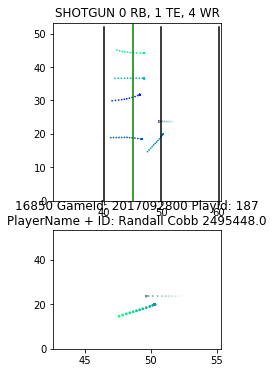 SHOTGUN 0 RB, 1 TE, 4 WR
50
40
30
20
10
0
40 50 60
16850 GameId: 2017092800 PlayId: 187
PlayerName + ID: Randall Cobb 2495448.0
40
20
0
45 50 55